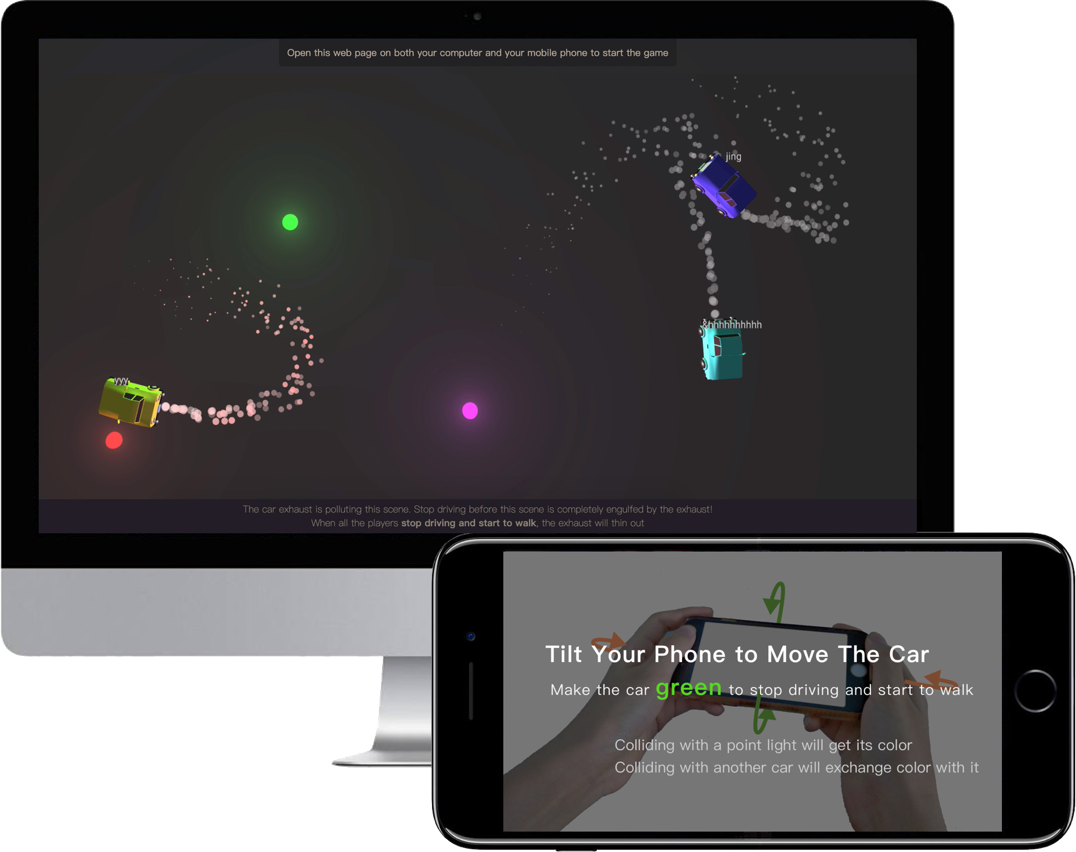 Open this web page on both your computer and your mobile phone to start the game
jing
yyy
The car exhaust is polluting this scene. Stop driving before this scene is completely engulfed by the exhaust!
When all the players stop driving and start to walk, the exhaust will thin out
Tilt Your Phone to Move The Car
Make the car green to stop driving and start to walk
Colliding with a point light will get its color
Colliding with another car will exchange color with it